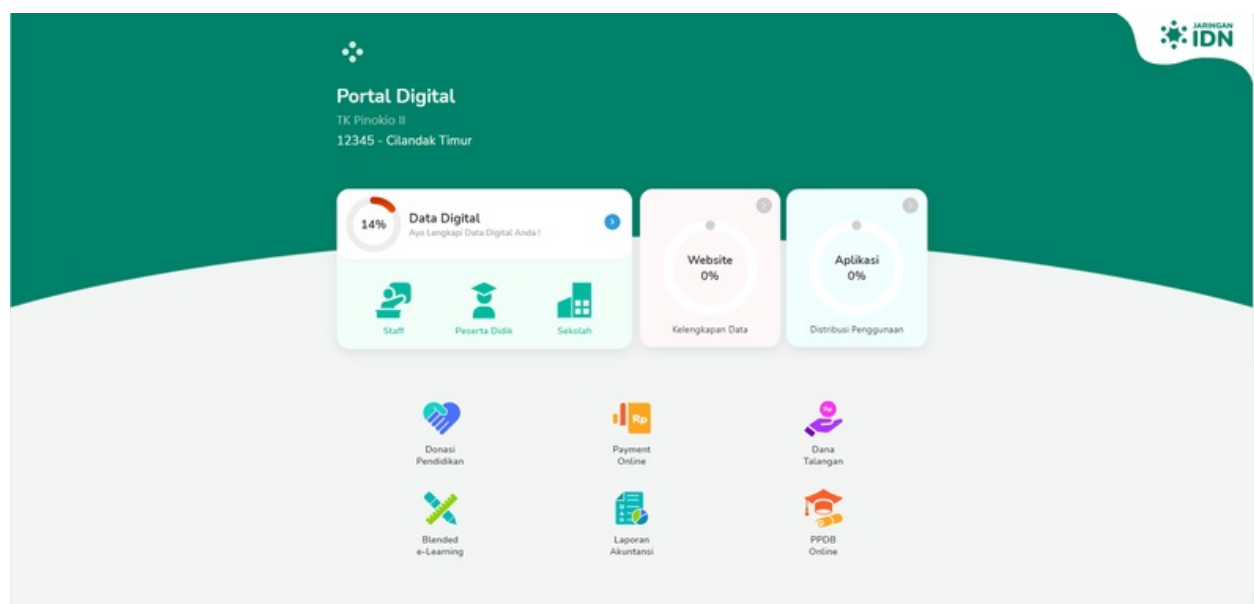 JARINGAN
IDN
Portal Digital
TK Pinokio II
12345 - Cilandak Timur
14%
Data Digital
Ayo Lengkapi Data Digital Anda !
Staff
Peserta Didik
Sekolah
Website
0%
Kelengkapan Data
Aplikasi
0%
Distribusi Penggunaan
Donasi
Pendidikan
Rp
Payment
Online
Rp
Dana
Talangan
Blended
e-Learning
Laporan
Akuntansi
PPDB
Online